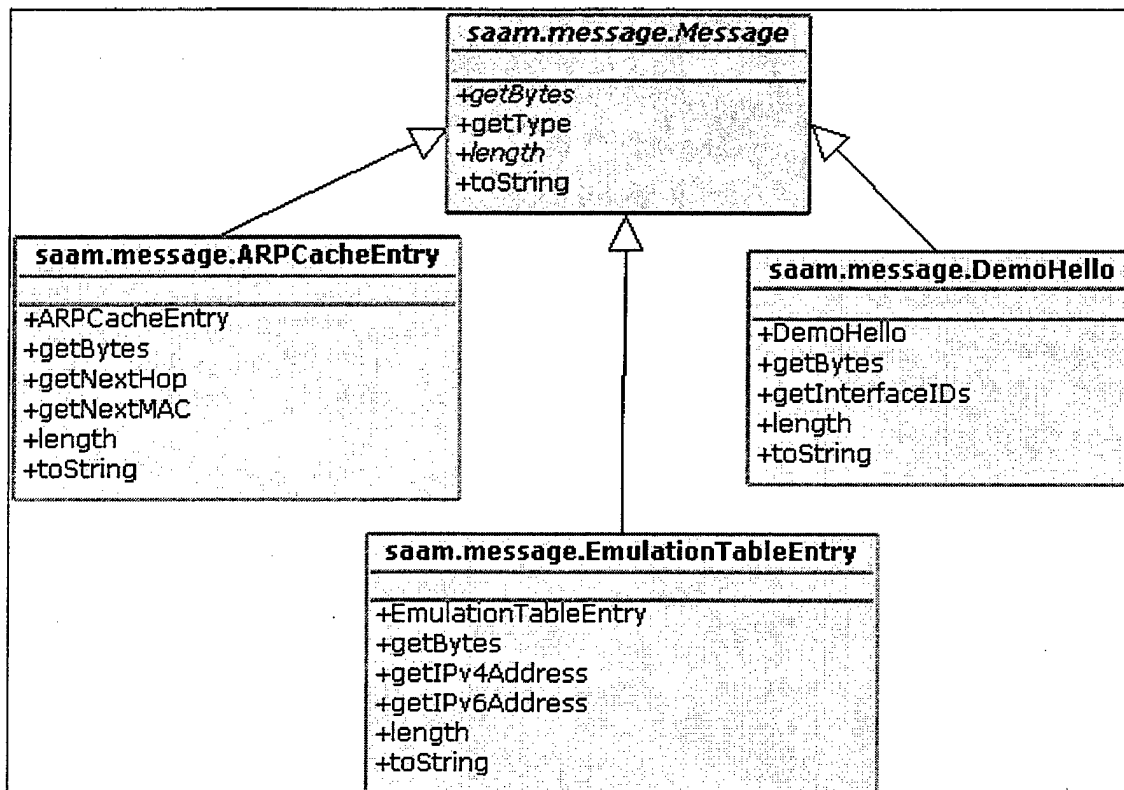 saam.message.Message
+getBytes
+getType
+length
+toString
saam.message.ARPCacheEntry
+ARPCacheEntry
+getBytes
+getNextHop
+getNextMAC
+length
+toString
saam.message.DemoHello
+DemoHello
+getBytes
+getInterfaceIDs
+length
+toString
saam.message.EmulationTableEntry
+EmulationTableEntry
+getBytes
+getIPv4Address
+getIPv6Address
+length
+toString